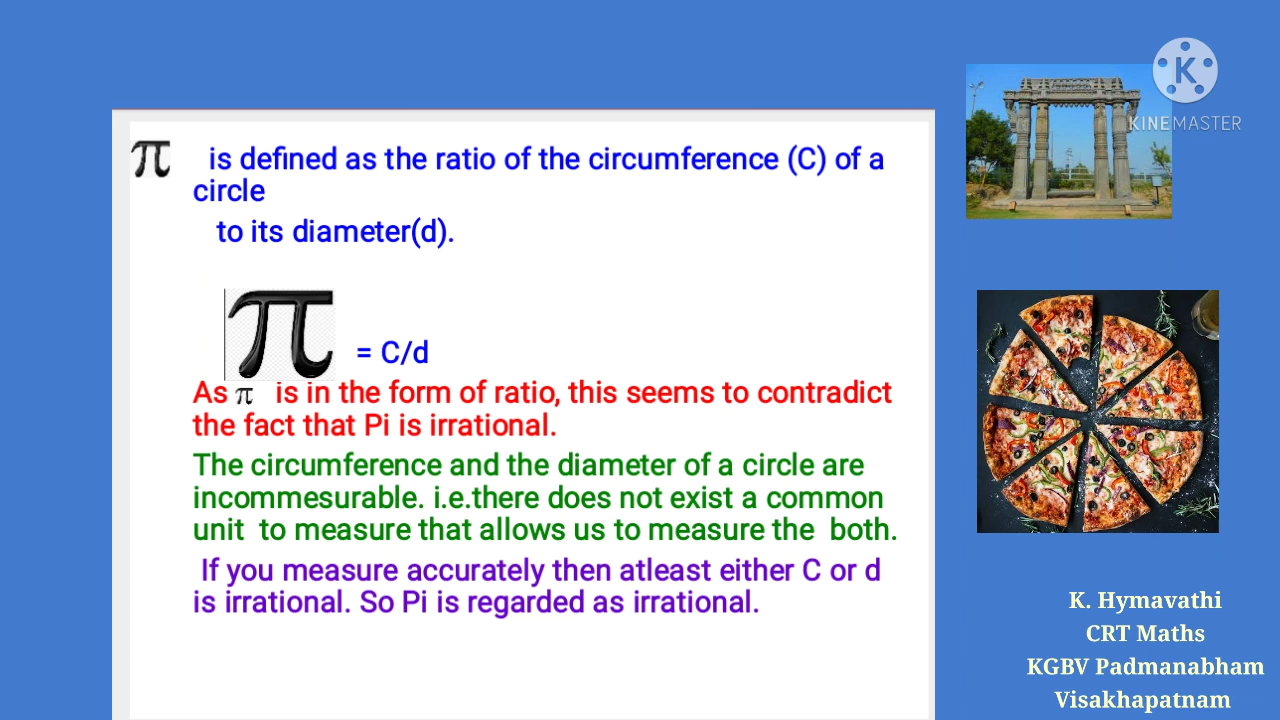 π is defined as the ratio of the circumference (C) of a
circle
to its diameter(d).
π = C/d
As π is in the form of ratio, this seems to contradict
the fact that Pi is irrational.
The circumference and the diameter of a circle are
incommesurable. i.e.there does not exist a common
unit to measure that allows us to measure the both.
If you measure accurately then atleast either C or d
is irrational. So Pi is regarded as irrational.
K
KINEMASTER
K. Hymavathi
CRT Maths
KGBV Padmanabham
Visakhapatnam